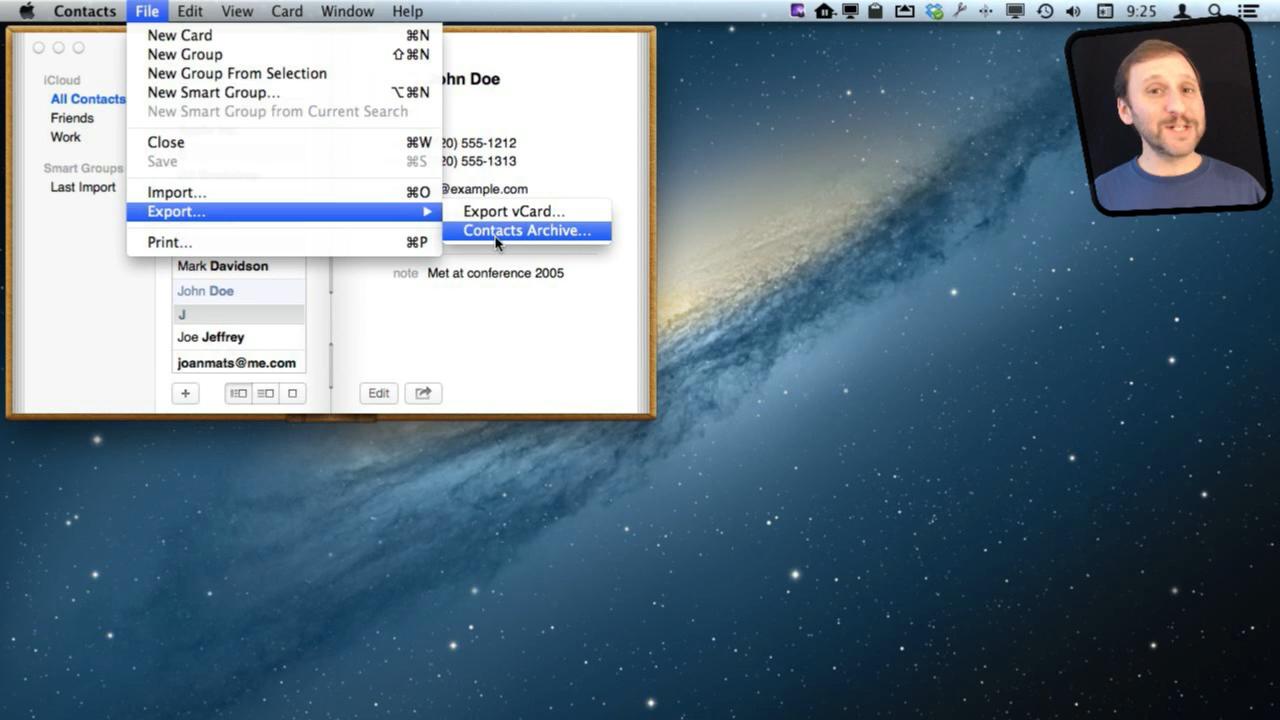 Contacts File Edit View Card Window Help 9:25
New Card ⌘N
New Group ⇧⌘N
New Group From Selection
New Smart Group… ⌥⌘N
New Smart Group from Current Search
Close ⌘W
Save ⌘S
Import… ⌘O
Export…
Print… ⌘P
Export vCard…
Contacts Archive…
iCloud
All Contacts
Friends
Work
Smart Groups
Last Import
Mark Davidson
John Doe
J
Joe Jeffrey
joanmats@me.com
+
hn Doe
20) 555-1212
20) 555-1313
@example.com
note Met at conference 2005
Edit